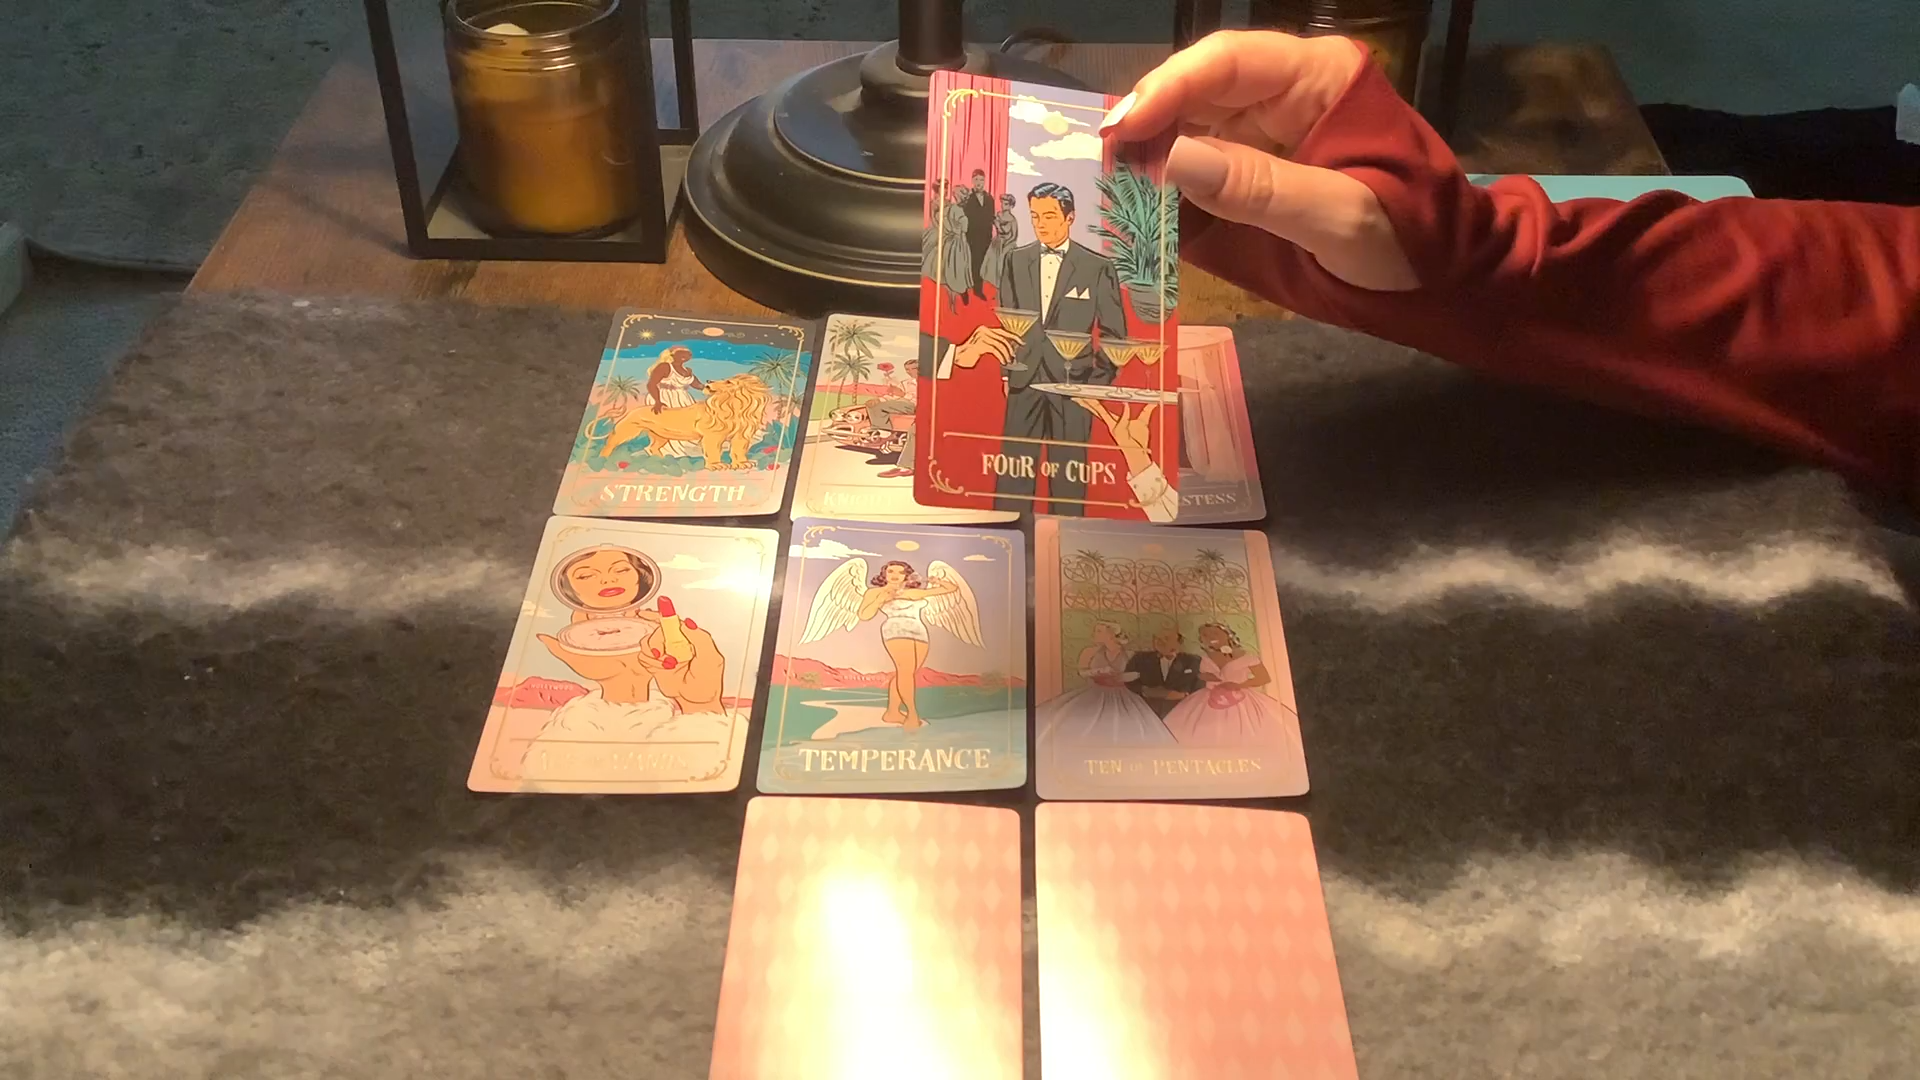 FOUR OF CUPS
STRENGTH
TEMPERANCE
TEN OF PENTACLES